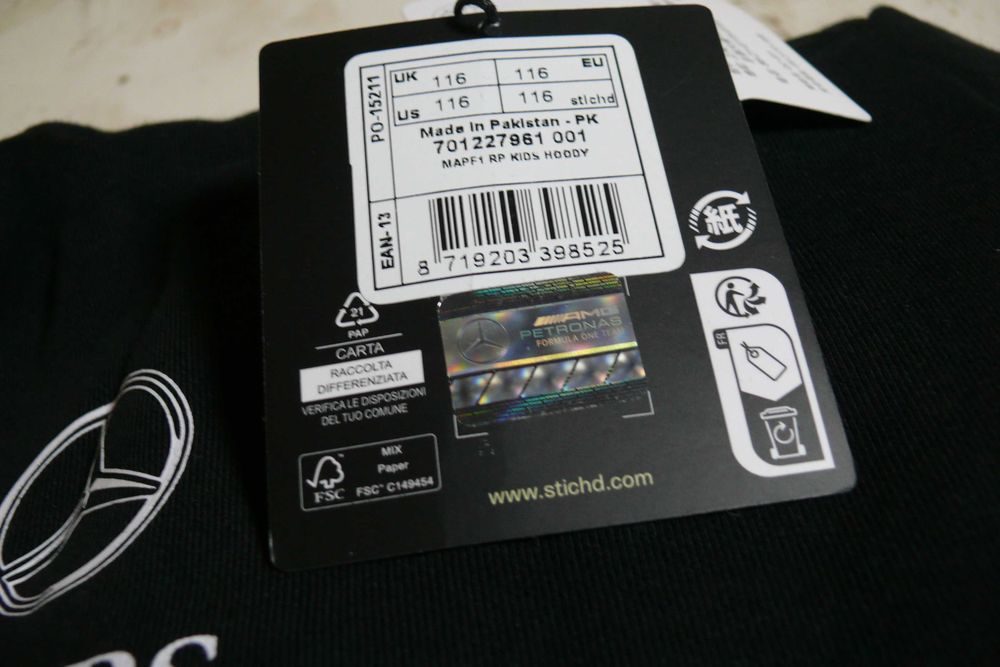 PO-15211
EAN-13
UK 116 116 EU
US 116 116 stichd
Made in Pakistan - PK
701227961 001
MAPF1 RP KIDS HOODY
8 719203 398525
紙
21
PAP
CARTA
RACCOLTA
DIFFERENZIATA
VERIFICA LE DISPOSIZIONI
DEL TUO COMUNE
AMG
PETRONAS
FORMULA ONE TEAM
FR
FSC
MIX
Paper
FSC™ C149454
www.stichd.com